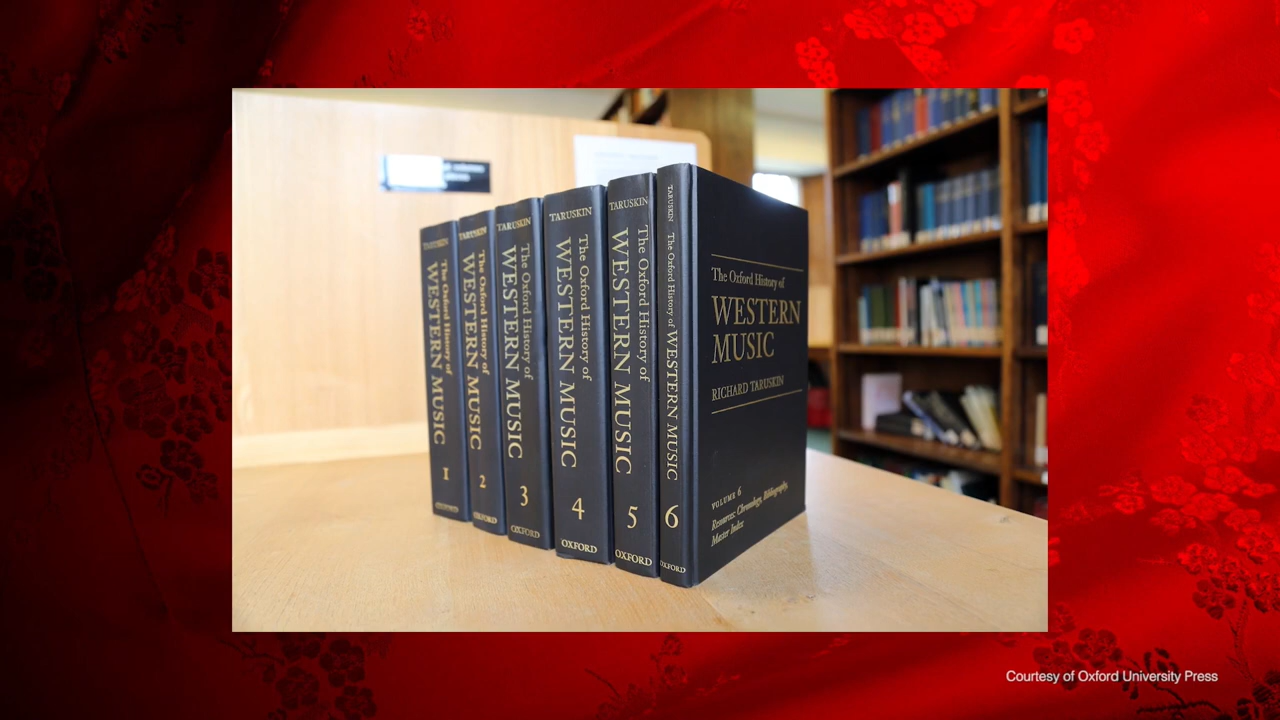 TARUSKIN
The Oxford History of
WESTERN MUSIC
1
OXFORD
TARUSKIN
The Oxford History of
WESTERN MUSIC
2
OXFORD
TARUSKIN
The Oxford History of
WESTERN MUSIC
3
OXFORD
TARUSKIN
The Oxford History of
WESTERN MUSIC
4
OXFORD
TARUSKIN
The Oxford History of
WESTERN MUSIC
5
OXFORD
TARUSKIN
The Oxford History of WESTERN MUSIC
6
OXFORD
The Oxford History of
WESTERN
MUSIC
RICHARD TARUSKIN
VOLUME 6
Resources: Chronology, Bibliography,
Master Index
Courtesy of Oxford University Press